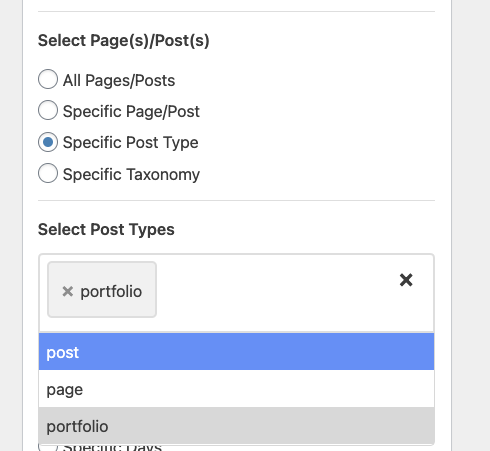 Select Page(s)/Post(s)
All Pages/Posts
Specific Page/Post
Specific Post Type
Specific Taxonomy
Select Post Types
× portfolio ×
post
page
portfolio
Specific Days